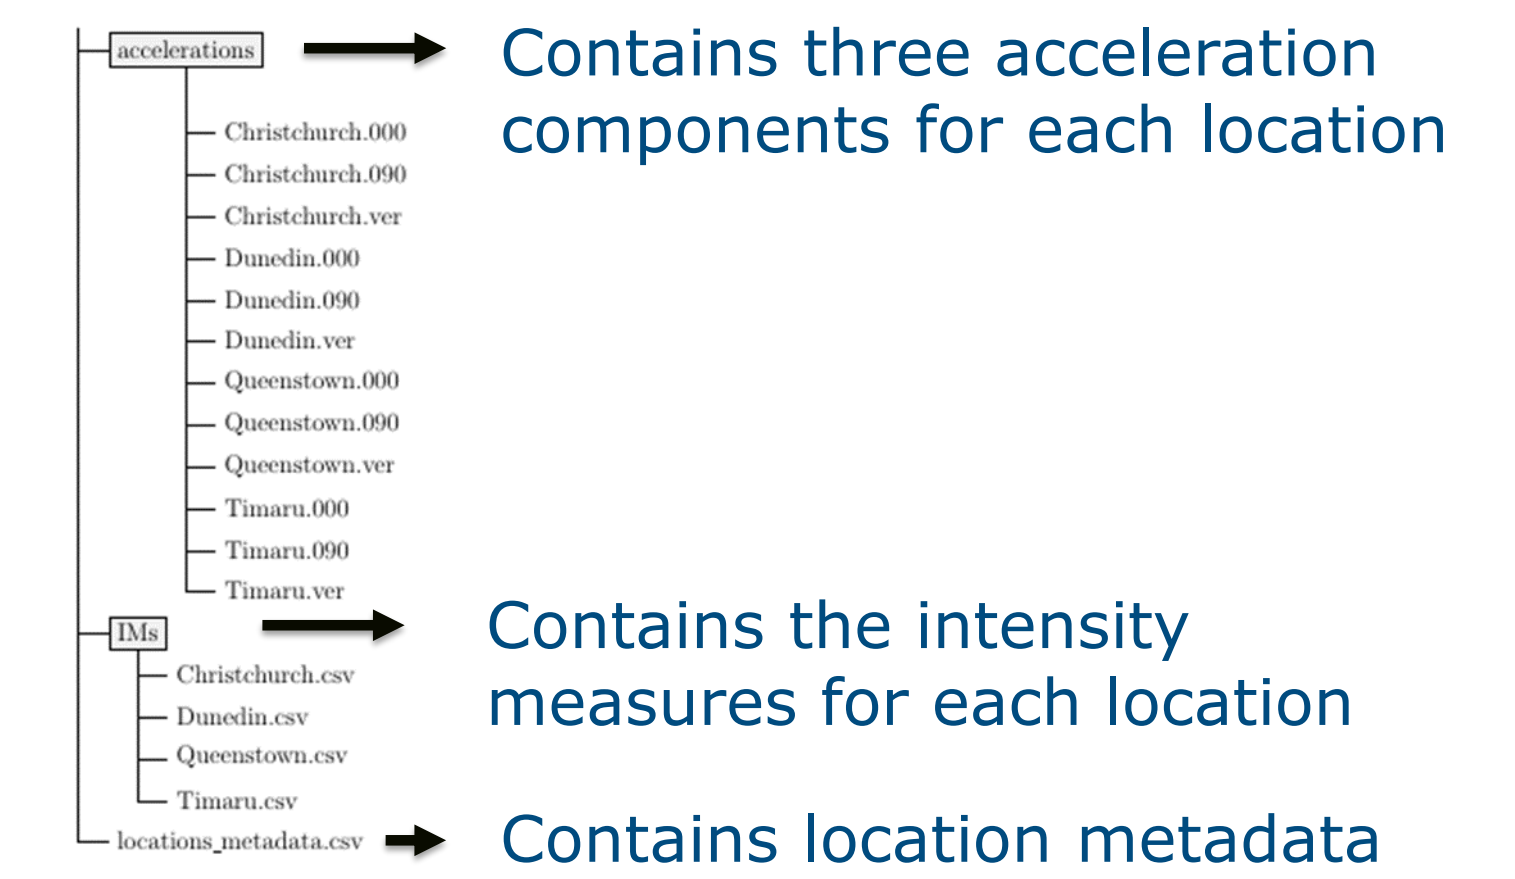 accelerations
Contains three acceleration
components for each location
Christchurch.000
Christchurch.090
Christchurch.ver
Dunedin.000
Dunedin.090
Dunedin.ver
Queenstown.000
Queenstown.090
Queenstown.ver
Timaru.000
Timaru.090
Timaru.ver
IMs
Contains the intensity
measures for each location
Christchurch.csv
Dunedin.csv
Queenstown.csv
Timaru.csv
locations_metadata.csv
Contains location metadata